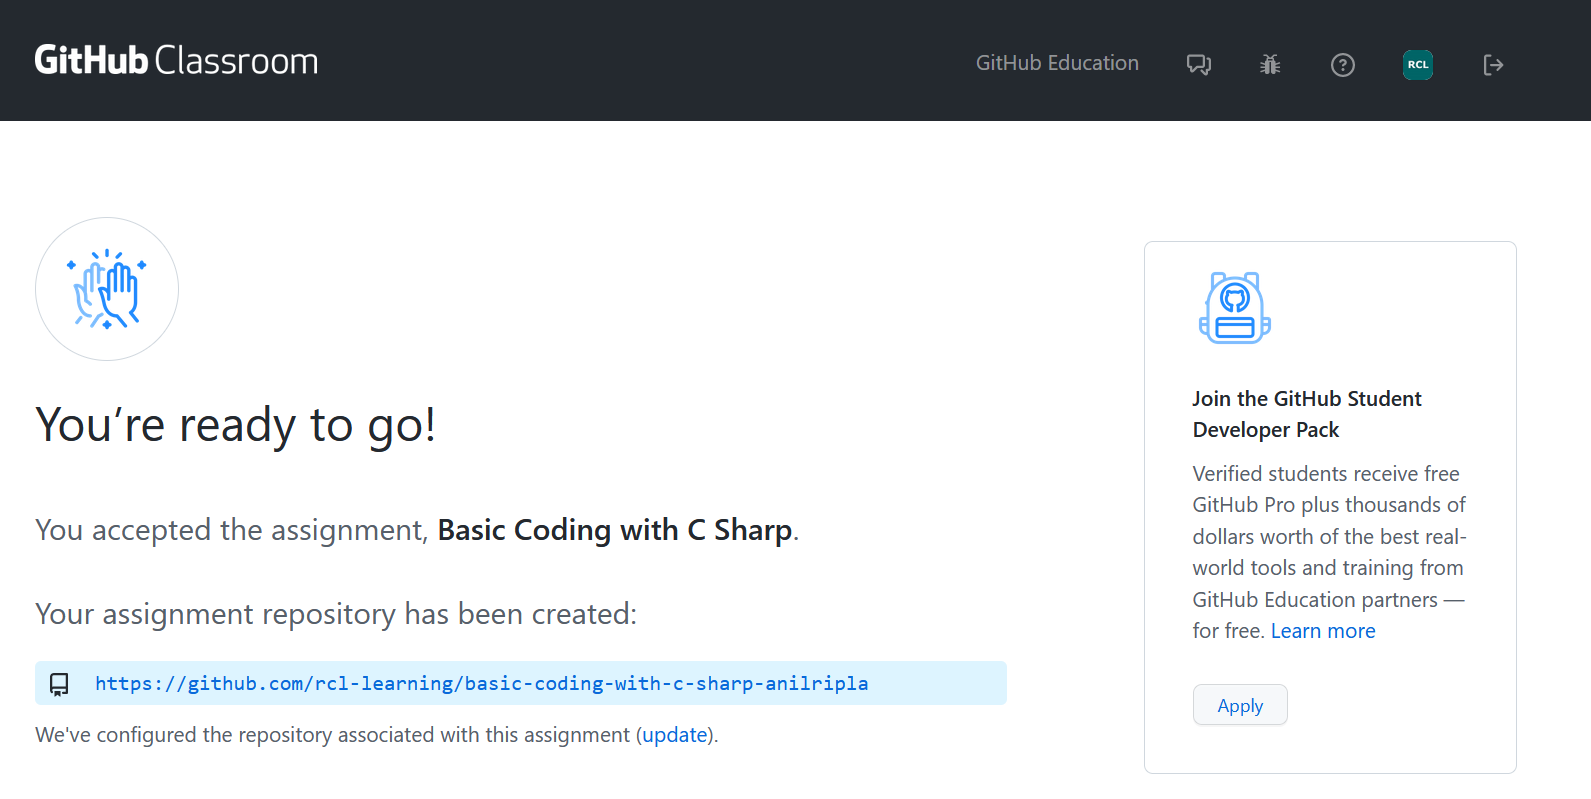 GitHub Classroom
GitHub Education
RCL
You’re ready to go!
You accepted the assignment, Basic Coding with C Sharp.
Your assignment repository has been created:
https://github.com/rcl-learning/basic-coding-with-c-sharp-anilripla
We've configured the repository associated with this assignment (update).
Join the GitHub Student
Developer Pack
Verified students receive free
GitHub Pro plus thousands of
dollars worth of the best real-
world tools and training from
GitHub Education partners —
for free. Learn more
Apply